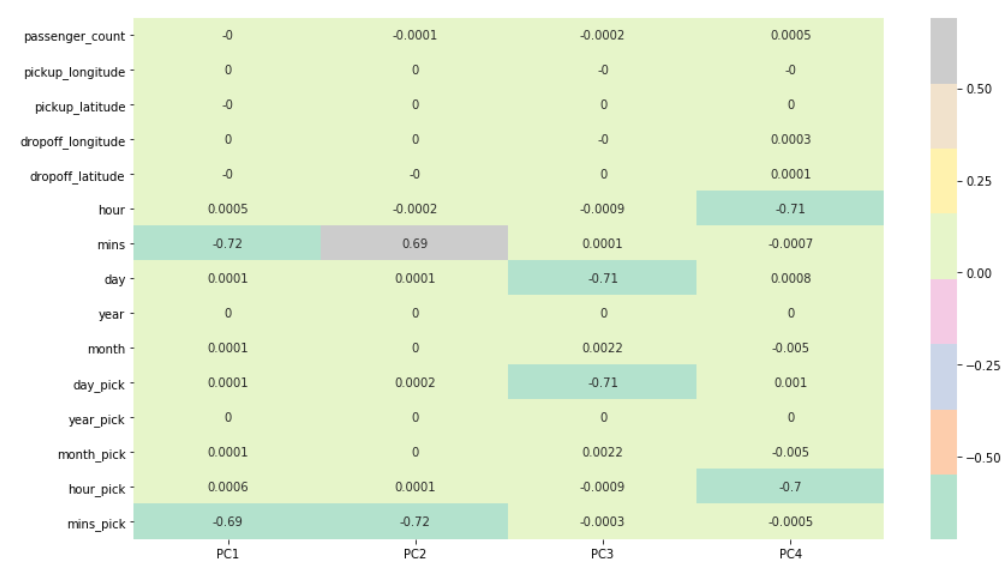 passenger_count -0 -0.0001 -0.0002 0.0005
pickup_longitude 0 0 -0 -0
pickup_latitude -0 0 0 0
dropoff_longitude 0 0 -0 0.0003
dropoff_latitude -0 -0 0 0.0001
hour 0.0005 -0.0002 -0.0009 -0.71
mins -0.72 0.69 0.0001 -0.0007
day 0.0001 0.0001 -0.71 0.0008
year 0 0 0 0
month 0.0001 0 0.0022 -0.005
day_pick 0.0001 0.0002 -0.71 0.001
year_pick 0 0 0 0
month_pick 0.0001 0 0.0022 -0.005
hour_pick 0.0006 0.0001 -0.0009 -0.7
mins_pick -0.69 -0.72 -0.0003 -0.0005
PC1 PC2 PC3 PC4
0.50
0.25
0.00
−0.25
−0.50